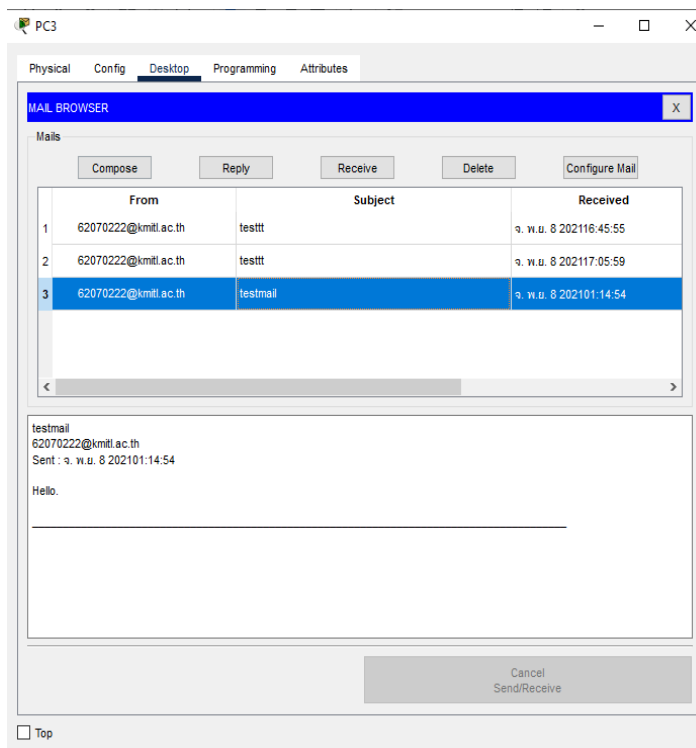 PC3
Physical Config Desktop Programming Attributes
MAIL BROWSER X
Mails
Compose Reply Receive Delete Configure Mail
From Subject Received
1 62070222@kmitl.ac.th testtt จ. พ.ย. 8 202116:45:55
2 62070222@kmitl.ac.th testtt จ. พ.ย. 8 202117:05:59
3 62070222@kmitl.ac.th testmail จ. พ.ย. 8 202101:14:54
testmail
62070222@kmitl.ac.th
Sent : จ. พ.ย. 8 202101:14:54
Hello.
Cancel
Send/Receive
Top